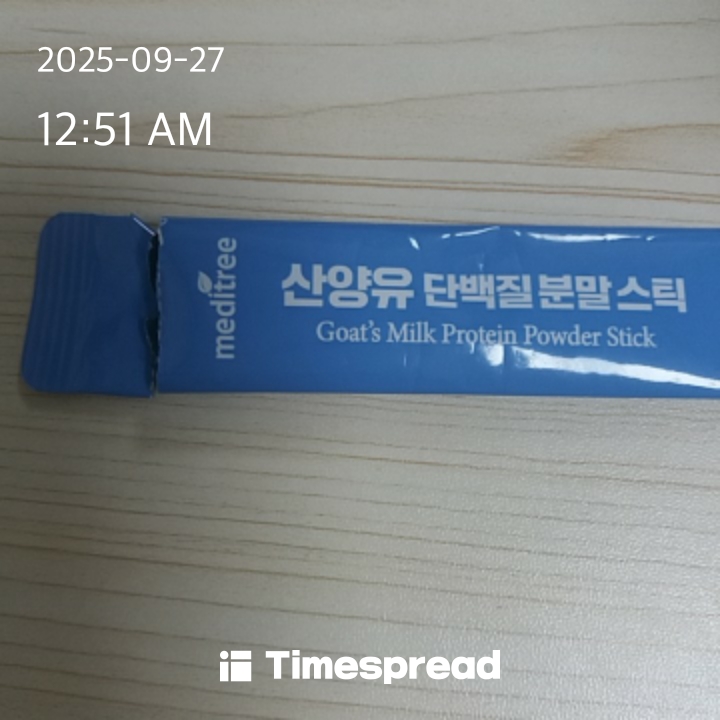 2025-09-27
12:51 AM
meditree
산양유 단백질 분말 스틱
Goat's Milk Protein Powder Stick
Timespread